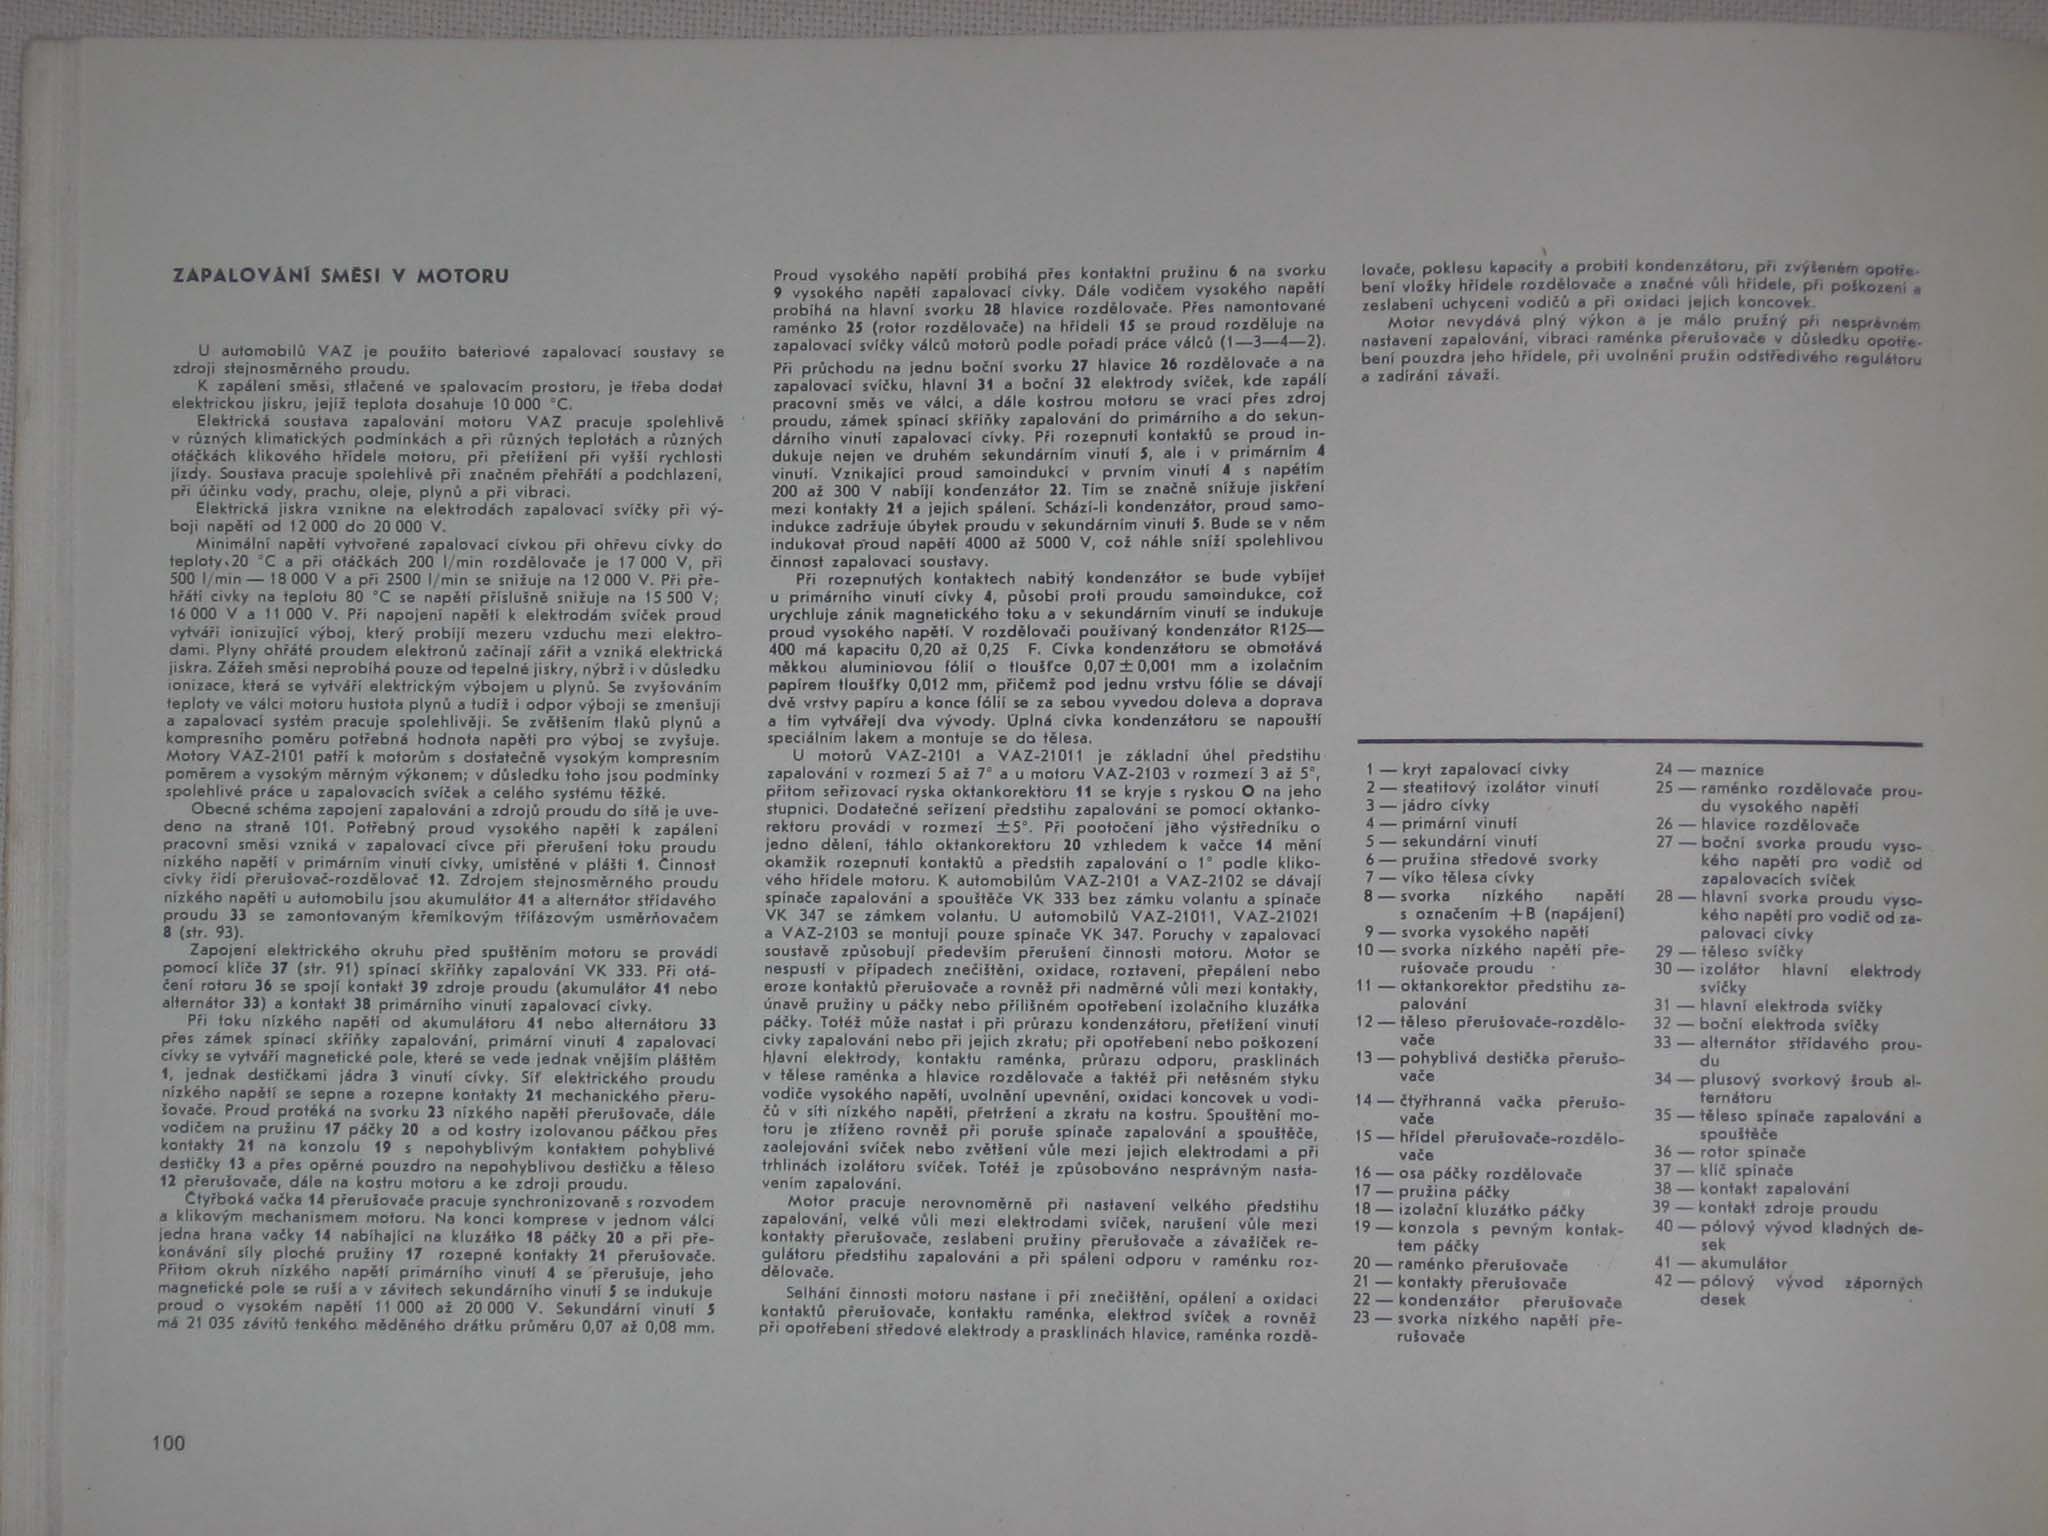 ZAPALOVÁNÍ SMĚSI V MOTORU
U automobilů VAZ je použito bateriové zapalovací soustavy se
zdroji stejnosměrného proudu.
K zapálení směsi, stlačené ve spalovacím prostoru, je třeba dodat
elektrickou jiskru, jejíž teplota dosahuje 10 000 °C.
Elektrická soustava zapalování motoru VAZ pracuje spolehlivě
v různých klimatických podmínkách a při různých teplotách a různých
otáčkách klikového hřídele motoru, při přetížení při vyšší rychlosti
jízdy. Soustava pracuje spolehlivě při značném přehřátí a podchlazení,
při účinku vody, prachu, oleje, plynů a při vibraci.
Elektrická jiskra vznikne na elektrodách zapalovací svíčky při vý-
boji napětí od 12 000 do 20 000 V.
Minimální napětí vytvořené zapalovací cívkou při ohřevu cívky do
teploty 20 °C a při otáčkách 200 l/min rozdělovače je 17 000 V, při
500 l/min — 18 000 V a při 2500 l/min se snižuje na 12 000 V. Při pře-
hřátí cívky na teplotu 80 °C se napětí příslušně snižuje na 15 500 V;
16 000 V a 11 000 V. Při napojení napětí k elektrodám svíček proud
vytváří ionizující výboj, který probíjí mezeru vzduchu mezi elektro-
dami. Plyny ohřáté proudem elektronů začínají zářit a vzniká elektrická
jiskra. Zážeh směsi neprobíhá pouze od tepelné jiskry, nýbrž i v důsledku
ionizace, která se vytváří elektrickým výbojem u plynů. Se zvyšováním
teploty ve válci motoru hustota plynů a tudíž i odpor výboji se zmenšují
a zapalovací systém pracuje spolehlivěji. Se zvětšením tlaků plynů a
kompresního poměru potřebná hodnota napětí pro výboj se zvyšuje.
Motory VAZ-2101 patří k motorům s dostatečně vysokým kompresním
poměrem a vysokým měrným výkonem; v důsledku toho jsou podmínky
spolehlivé práce u zapalovacích svíček a celého systému těžké.
Obecné schéma zapojení zapalování a zdrojů proudu do sítě je uve-
deno na straně 101. Potřebný proud vysokého napětí k zapálení
pracovní směsi vzniká v zapalovací cívce při přerušení toku proudu
nízkého napětí v primárním vinutí cívky, umístěné v plášti 1. Činnost
cívky řídí přerušovač-rozdělovač 12. Zdrojem stejnosměrného proudu
nízkého napětí u automobilu jsou akumulátor 41 a alternátor střídavého
proudu 33 se zamontovaným křemíkovým třífázovým usměrňovačem
8 (str. 93).
Zapojení elektrického okruhu před spuštěním motoru se provádí
pomocí klíče 37 (str. 91) spínací skříňky zapalování VK 333. Při otá-
čení rotoru 36 se spojí kontakt 39 zdroje proudu (akumulátor 41 nebo
alternátor 33) a kontakt 38 primárního vinutí zapalovací cívky.
Při toku nízkého napětí od akumulátoru 41 nebo alternátoru 33
přes zámek spínací skříňky zapalování, primární vinutí 4 zapalovací
cívky se vytváří magnetické pole, které se vede jednak vnějším pláštěm
1, jednak destičkami jádra 3 vinutí cívky. Síť elektrického proudu
nízkého napětí se sepne a rozepne kontakty 21 mechanického přeru-
šovače. Proud protéká na svorku 23 nízkého napětí přerušovače, dále
vodičem na pružinu 17 páčky 20 a od kostry izolovanou páčkou přes
kontakty 21 na konzolu 19 s nepohyblivým kontaktem pohyblivé
destičky 13 a přes opěrné pouzdro na nepohyblivou destičku a těleso
12 přerušovače, dále na kostru motoru a ke zdroji proudu.
Čtyřboká vačka 14 přerušovače pracuje synchronizovaně s rozvodem
a klikovým mechanismem motoru. Na konci komprese v jednom válci
jedna hrana vačky 14 nabíhající na kluzátko 18 páčky 20 a při pře-
konávání síly ploché pružiny 17 rozepné kontakty 21 přerušovače.
Přitom okruh nízkého napětí primárního vinutí 4 se přerušuje, jeho
magnetické pole se ruší a v závitech sekundárního vinutí 5 se indukuje
proud o vysokém napětí 11 000 až 20 000 V. Sekundární vinutí 5
má 21 035 závitů tenkého měděného drátku průměru 0,07 až 0,08 mm.
Proud vysokého napětí probíhá přes kontaktní pružinu 6 na svorku
9 vysokého napětí zapalovací cívky. Dále vodičem vysokého napětí
probíhá na hlavní svorku 28 hlavice rozdělovače. Přes namontované
raménko 25 (rotor rozdělovače) na hřídeli 15 se proud rozděluje na
zapalovací svíčky válců motorů podle pořadí práce válců (1—3—4—2).
Při průchodu na jednu boční svorku 27 hlavice 26 rozdělovače a na
zapalovací svíčku, hlavní 31 a boční 32 elektrody svíček, kde zapálí
pracovní směs ve válci, a dále kostrou motoru se vrací přes zdroj
proudu, zámek spínací skříňky zapalování do primárního a do sekun-
dárního vinutí zapalovací cívky. Při rozepnutí kontaktů se proud in-
dukuje nejen ve druhém sekundárním vinutí 5, ale i v primárním 4
vinutí. Vznikající proud samoindukcí v prvním vinutí 4 s napětím
200 až 300 V nabíjí kondenzátor 22. Tím se značně snižuje jiskření
mezi kontakty 21 a jejich spálení. Schází-li kondenzátor, proud samo-
indukce zadržuje úbytek proudu v sekundárním vinutí 5. Bude se v něm
indukovat proud napětí 4000 až 5000 V, což náhle sníží spolehlivou
činnost zapalovací soustavy.
Při rozepnutých kontaktech nabitý kondenzátor se bude vybíjet
u primárního vinutí cívky 4, působí proti proudu samoindukce, což
urychluje zánik magnetického toku a v sekundárním vinutí se indukuje
proud vysokého napětí. V rozdělovači používaný kondenzátor R125—
400 má kapacitu 0,20 až 0,25 F. Cívka kondenzátoru se obmotává
měkkou aluminiovou fólií o tloušťce 0,07 ± 0,001 mm a izolačním
papírem tloušťky 0,012 mm, přičemž pod jednu vrstvu fólie se dávají
dvě vrstvy papíru a konce fólií se za sebou vyvedou doleva a doprava
a tím vytvářejí dva vývody. Úplná cívka kondenzátoru se napouští
speciálním lakem a montuje se do tělesa.
U motorů VAZ-2101 a VAZ-21011 je základní úhel předstihu
zapalování v rozmezí 5 až 7° a u motoru VAZ-2103 v rozmezí 3 až 5°,
přitom seřizovací ryska oktankorektoru 11 se kryje s ryskou O na jeho
stupnici. Dodatečné seřízení předstihu zapalování se pomocí oktanko-
rektoru provádí v rozmezí ±5°. Při pootočení jeho výstředníku o
jedno dělení, táhlo oktankorektoru 20 vzhledem k vačce 14 mění
okamžik rozepnutí kontaktů a předstih zapalování o 1° podle kliko-
vého hřídele motoru. K automobilům VAZ-2101 a VAZ-2102 se dávají
spínače zapalování a spouštěče VK 333 bez zámku volantu a spínače
VK 347 se zámkem volantu. U automobilů VAZ-21011, VAZ-21021
a VAZ-2103 se montují pouze spínače VK 347. Poruchy v zapalovací
soustavě způsobují především přerušení činnosti motoru. Motor se
nespustí v případech znečištění, oxidace, roztavení, přepálení nebo
eroze kontaktů přerušovače a rovněž při nadměrné vůli mezi kontakty,
únavě pružiny u páčky nebo přílišném opotřebení izolačního kluzátka
páčky. Totéž může nastat i při průrazu kondenzátoru, přetížení vinutí
cívky zapalování nebo při jejich zkratu; při opotřebení nebo poškození
hlavní elektrody, kontaktu raménka, průrazu odporu, prasklinách
v tělese raménka a hlavice rozdělovače a taktéž při netěsném styku
vodiče vysokého napětí, uvolnění upevnění, oxidaci koncovek u vodi-
čů v síti nízkého napětí, přetržení a zkratu na kostru. Spouštění mo-
toru je ztíženo rovněž při poruše spínače zapalování a spouštěče,
zaolejování svíček nebo zvětšení vůle mezi jejich elektrodami a při
trhlinách izolátoru svíček. Totéž je způsobováno nesprávným nasta-
vením zapalování.
Motor pracuje nerovnoměrně při nastavení velkého předstihu
zapalování, velké vůli mezi elektrodami svíček, narušení vůle mezi
kontakty přerušovače, zeslabení pružiny přerušovače a závažíček re-
gulátoru předstihu zapalování a při spálení odporu v raménku roz-
dělovače.
Selhání činnosti motoru nastane i při znečištění, opálení a oxidaci
kontaktů přerušovače, kontaktu raménka, elektrod svíček a rovněž
při opotřebení středové elektrody a prasklinách hlavice, raménka rozdě-
lovače, poklesu kapacity a probití kondenzátoru, při zvýšeném opotře-
bení vložky hřídele rozdělovače a značné vůli hřídele, při poškození a
zeslabení uchycení vodičů a při oxidaci jejich koncovek.
Motor nevydává plný výkon a je málo pružný při nesprávném
nastavení zapalování, vibraci raménka přerušovače v důsledku opotře-
bení pouzdra jeho hřídele, při uvolnění pružin odstředivého regulátoru
a zadírání závaží.
1 — kryt zapalovací cívky
2 — steatitový izolátor vinutí
3 — jádro cívky
4 — primární vinutí
5 — sekundární vinutí
6 — pružina středové svorky
7 — víko tělesa cívky
8 — svorka nízkého napětí
s označením +B (napájení)
9 — svorka vysokého napětí
10 — svorka nízkého napětí pře-
rušovače proudu
11 — oktankorektor předstihu za-
palování
12 — těleso přerušovače-rozdělo-
vače
13 — pohyblivá destička přerušo-
vače
14 — čtyřhranná vačka přerušo-
vače
15 — hřídel přerušovače-rozdělo-
vače
16 — osa páčky rozdělovače
17 — pružina páčky
18 — izolační kluzátko páčky
19 — konzola s pevným kontak-
tem páčky
20 — raménko přerušovače
21 — kontakty přerušovače
22 — kondenzátor přerušovače
23 — svorka nízkého napětí pře-
rušovače
24 — maznice
25 — raménko rozdělovače prou-
du vysokého napětí
26 — hlavice rozdělovače
27 — boční svorka proudu vyso-
kého napětí pro vodič od
zapalovacích svíček
28 — hlavní svorka proudu vyso-
kého napětí pro vodič od za-
palovací cívky
29 — těleso svíčky
30 — izolátor hlavní elektrody
svíčky
31 — hlavní elektroda svíčky
32 — boční elektroda svíčky
33 — alternátor střídavého prou-
du
34 — plusový svorkový šroub al-
ternátoru
35 — těleso spínače zapalování a
spouštěče
36 — rotor spínače
37 — klíč spínače
38 — kontakt zapalování
39 — kontakt zdroje proudu
40 — pólový vývod kladných de-
sek
41 — akumulátor
42 — pólový vývod záporných
desek
100